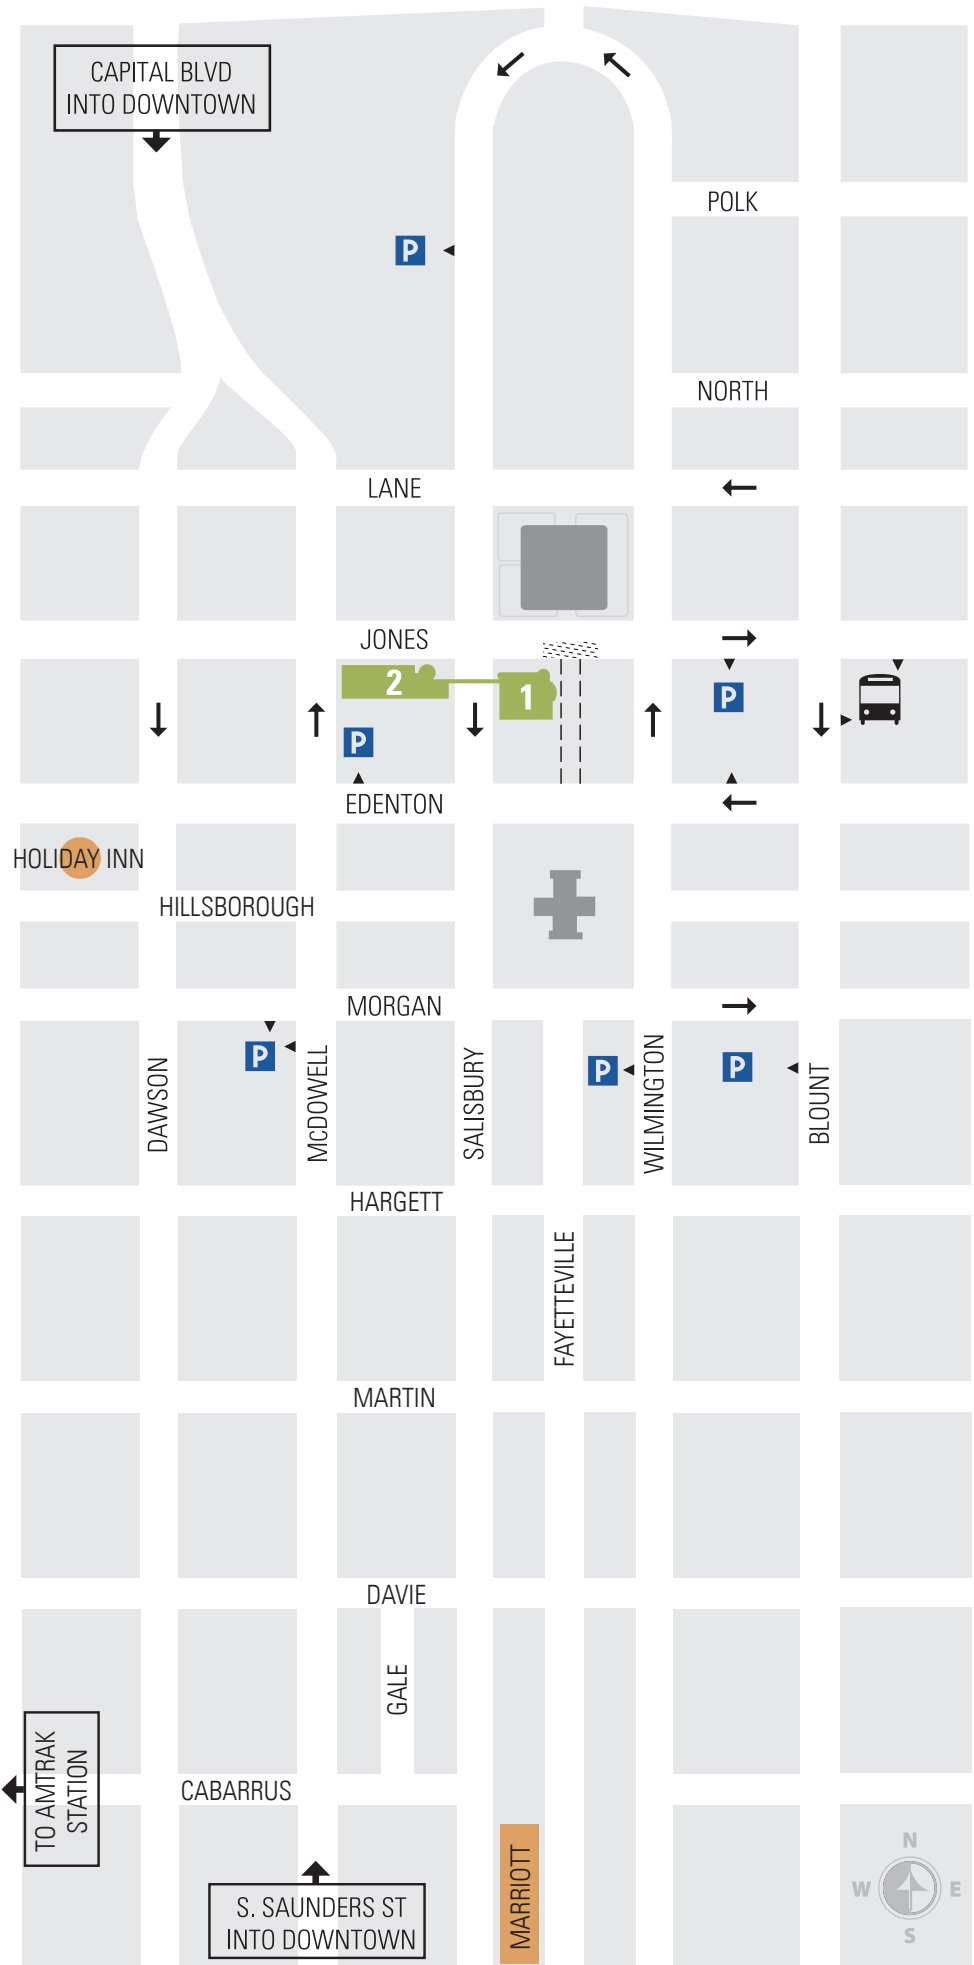 CAPITAL BLVD
INTO DOWNTOWN
POLK
P
NORTH
LANE
JONES
2
1
P
P
EDENTON
HOLIDAY INN
HILLSBOROUGH
MORGAN
P
P
P
DAWSON
MCDOWELL
SALISBURY
WILMINGTON
BLOUNT
HARGETT
FAYETTEVILLE
MARTIN
DAVIE
GALE
TO AMTRAK
STATION
CABARRUS
MARRIOTT
S. SAUNDERS ST
INTO DOWNTOWN
N
W E
S